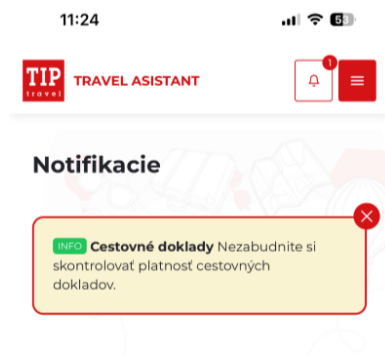 11:24
53
TIP
travel
TRAVEL ASISTANT
1
Notifikacie
INFO Cestovné doklady Nezabudnite si
skontrolovať platnosť cestovných
dokladov.